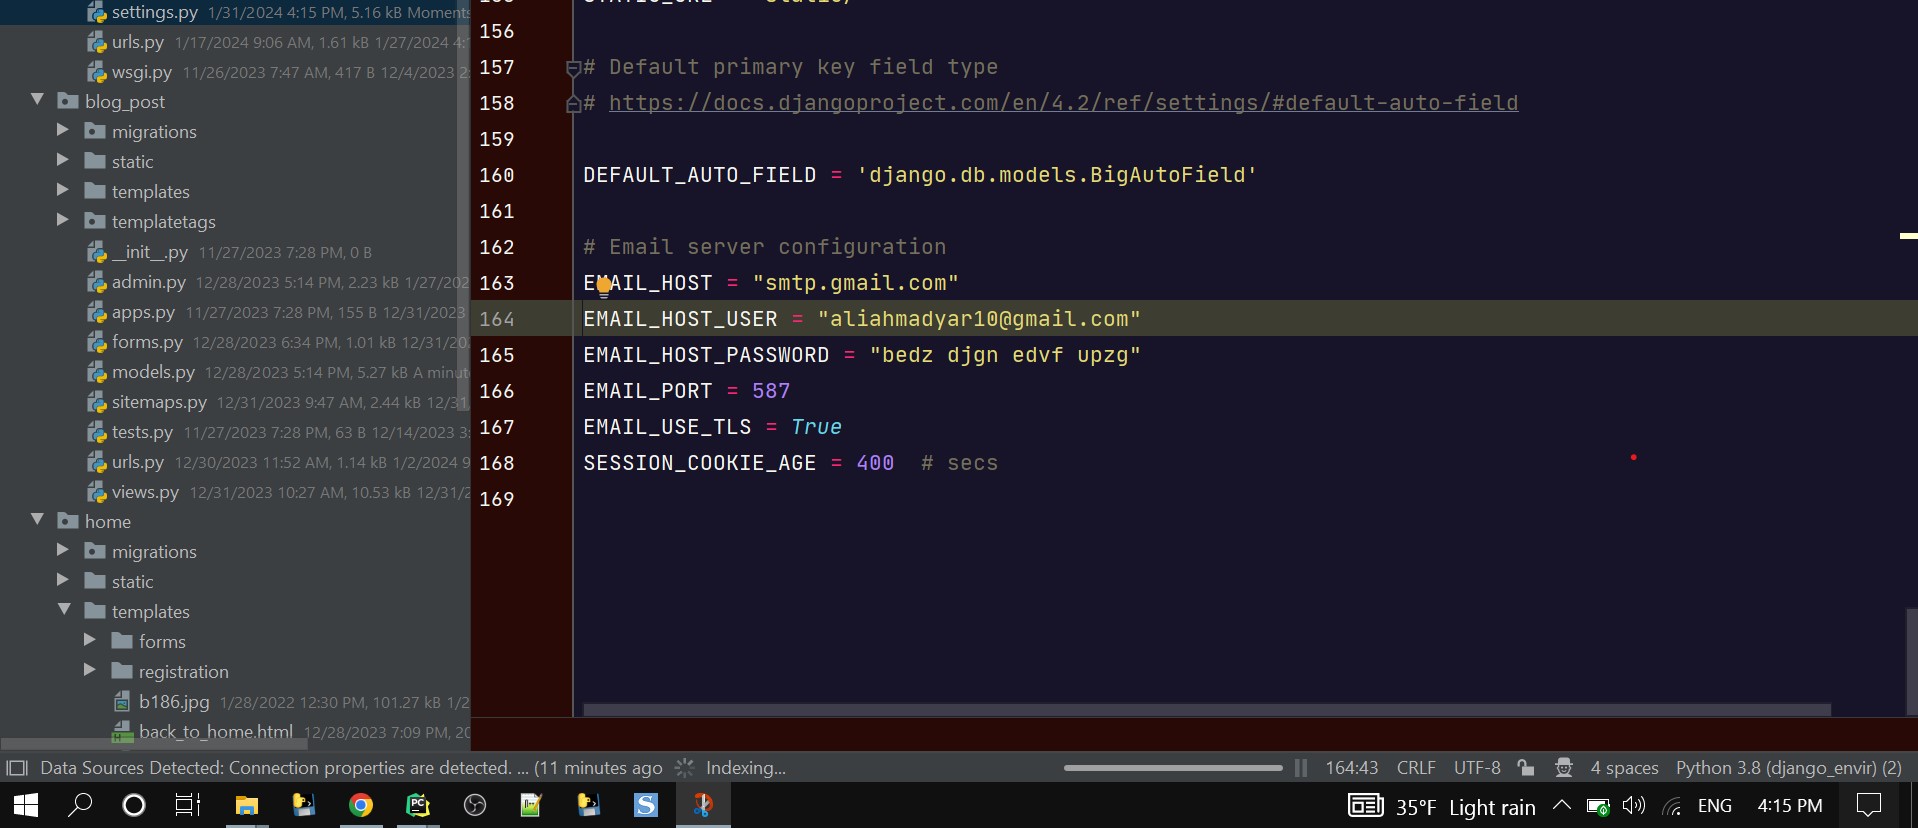 settings.py 1/31/2024 4:15 PM, 5.16 kB Moments
urls.py 1/17/2024 9:06 AM, 1.61 kB 1/27/2024 4:
wsgi.py 11/26/2023 7:47 AM, 417 B 12/4/2023 2:
blog_post
migrations
static
templates
templatetags
__init__.py 11/27/2023 7:28 PM, 0 B
admin.py 12/28/2023 5:14 PM, 2.23 kB 1/27/202
apps.py 11/27/2023 7:28 PM, 155 B 12/31/2023
forms.py 12/28/2023 6:34 PM, 1.01 kB 12/31/20
models.py 12/28/2023 5:14 PM, 5.27 kB A minut
sitemaps.py 12/31/2023 9:47 AM, 2.44 kB 12/31
tests.py 11/27/2023 7:28 PM, 63 B 12/14/2023 3:
urls.py 12/30/2023 11:52 AM, 1.14 kB 1/2/2024 9
views.py 12/31/2023 10:27 AM, 10.53 kB 12/31/2
home
migrations
static
templates
forms
registration
b186.jpg 1/28/2022 12:30 PM, 101.27 kB 1/2
back_to_home.html 12/28/2023 7:09 PM, 20
156
157 # Default primary key field type
158 # https://docs.djangoproject.com/en/4.2/ref/settings/#default-auto-field
159
160 DEFAULT_AUTO_FIELD = 'django.db.models.BigAutoField'
161
162 # Email server configuration
163 EMAIL_HOST = "smtp.gmail.com"
164 EMAIL_HOST_USER = "aliahmadyar10@gmail.com"
165 EMAIL_HOST_PASSWORD = "bedz djgn edvf upzg"
166 EMAIL_PORT = 587
167 EMAIL_USE_TLS = True
168 SESSION_COOKIE_AGE = 400 # secs
169
Data Sources Detected: Connection properties are detected. ... (11 minutes ago Indexing... 164:43 CRLF UTF-8 4 spaces Python 3.8 (django_envir) (2)
35°F Light rain ENG 4:15 PM